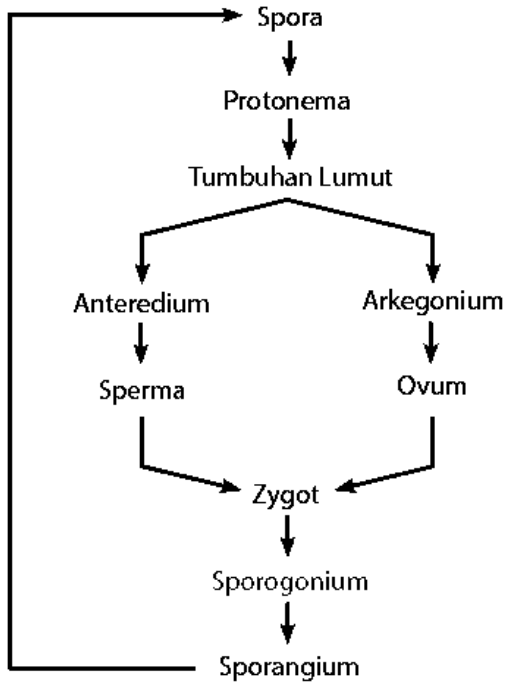 Spora
Protonema
Tumbuhan Lumut
Anteredium
Arkegonium
Sperma
Ovum
Zygot
Sporogonium
Sporangium